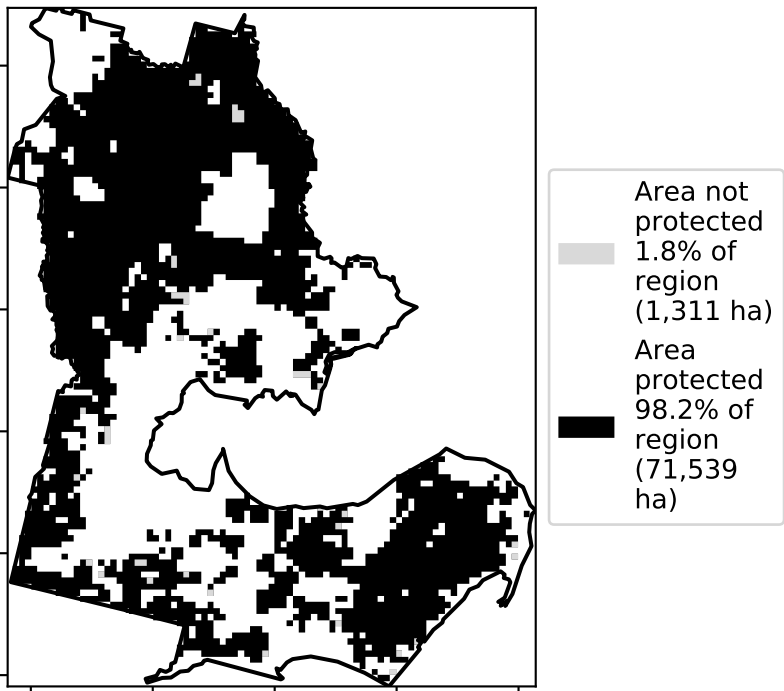 Area not
protected
1.8% of
region
(1,311 ha)
Area
protected
98.2% of
region
(71,539
ha)